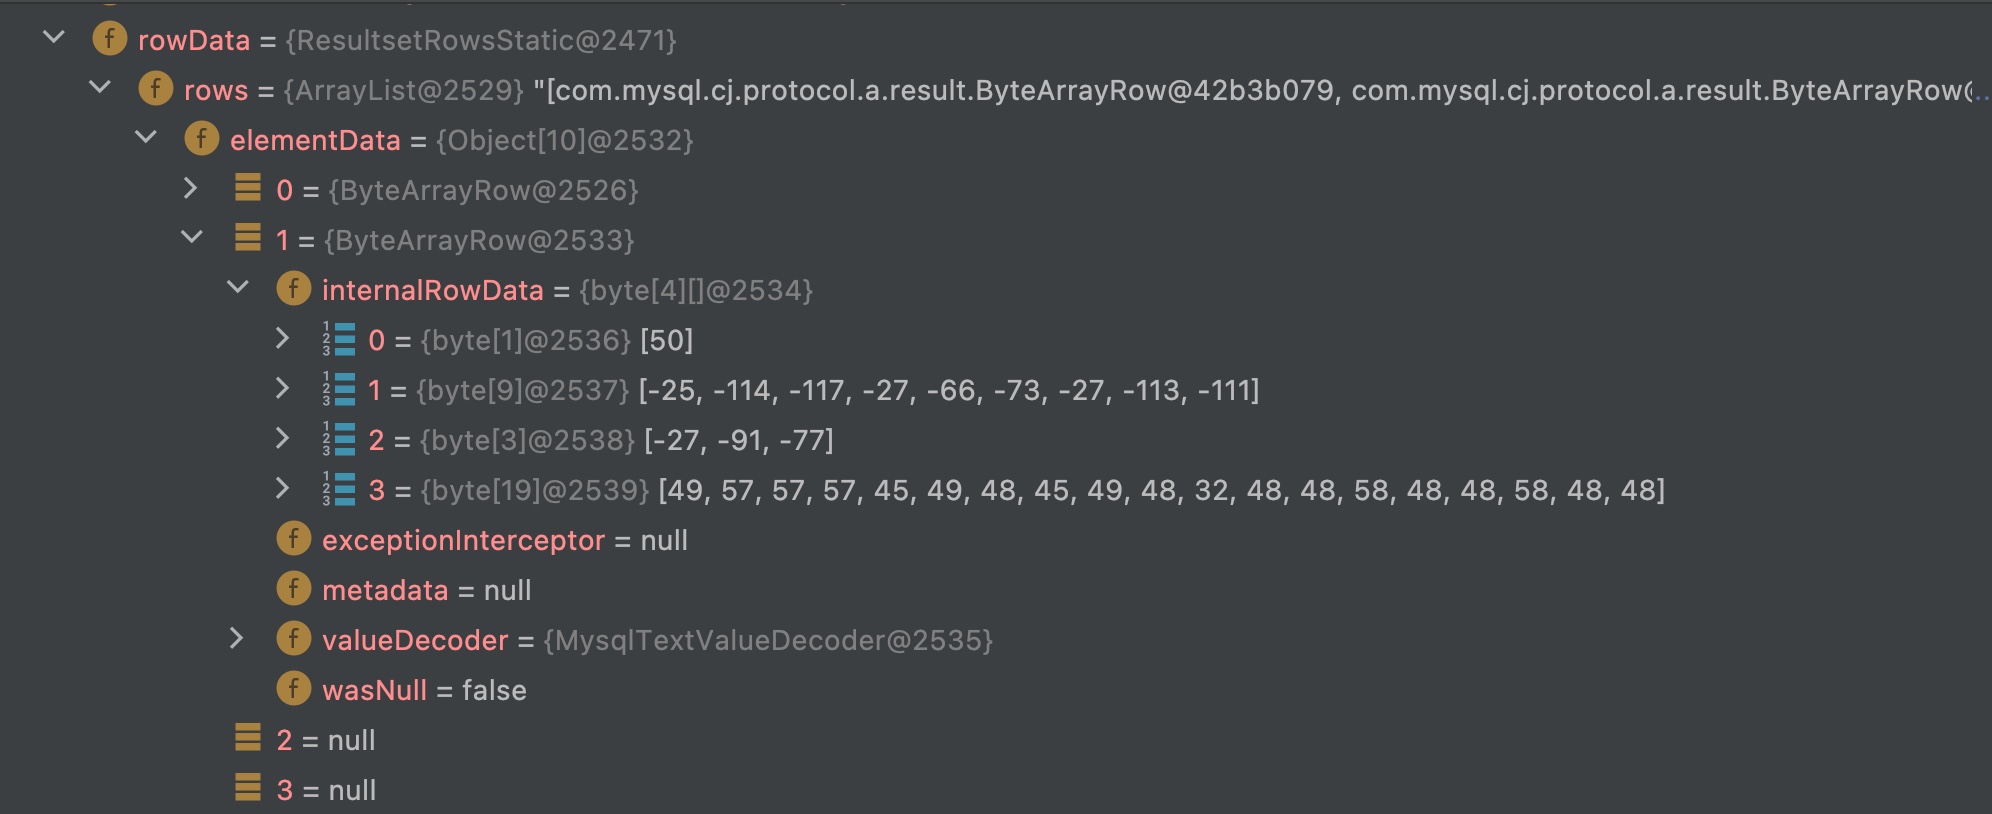 f rowData = {ResultsetRowsStatic@2471}
f rows = {ArrayList@2529} "[com.mysql.cj.protocol.a.result.ByteArrayRow@42b3b079, com.mysql.cj.protocol.a.result.ByteArrayRow@...
f elementData = {Object[10]@2532}
0 = {ByteArrayRow@2526}
1 = {ByteArrayRow@2533}
f internalRowData = {byte[4][]@2534}
0 = {byte[1]@2536} [50]
1 = {byte[9]@2537} [-25, -114, -117, -27, -66, -73, -27, -113, -111]
2 = {byte[3]@2538} [-27, -91, -77]
3 = {byte[19]@2539} [49, 57, 57, 57, 45, 49, 48, 45, 49, 48, 32, 48, 48, 58, 48, 48, 58, 48, 48]
f exceptionInterceptor = null
f metadata = null
f valueDecoder = {MysqlTextValueDecoder@2535}
f wasNull = false
2 = null
3 = null